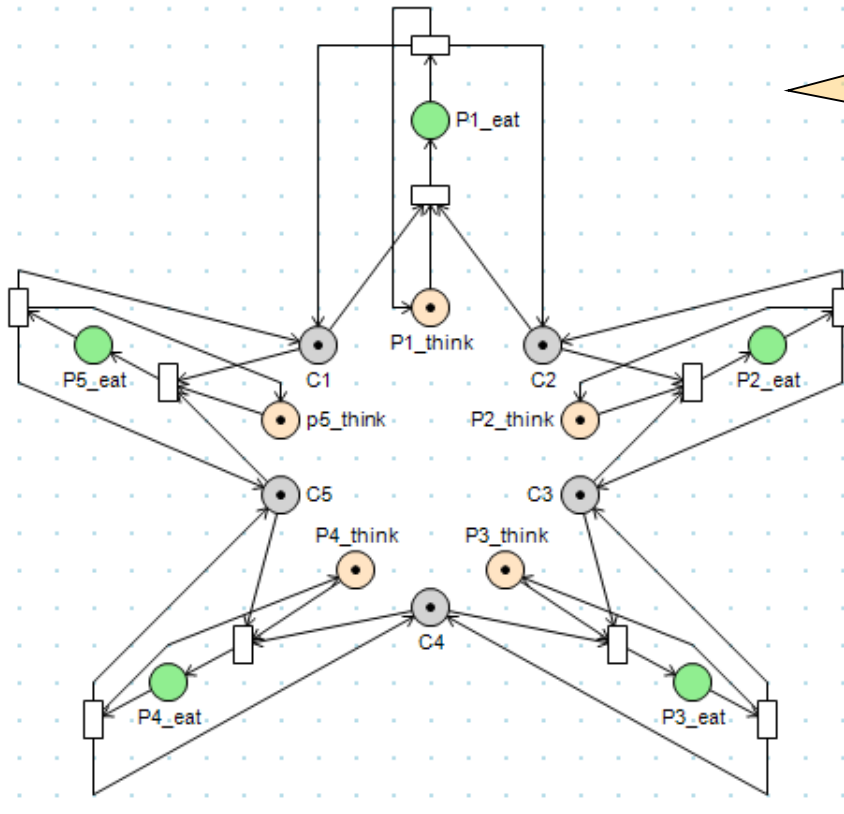 P1_eat
P1_think
C1
C2
P5_eat
P2_eat
p5_think
P2_think
C5
C3
P4_think
P3_think
C4
P4_eat
P3_eat